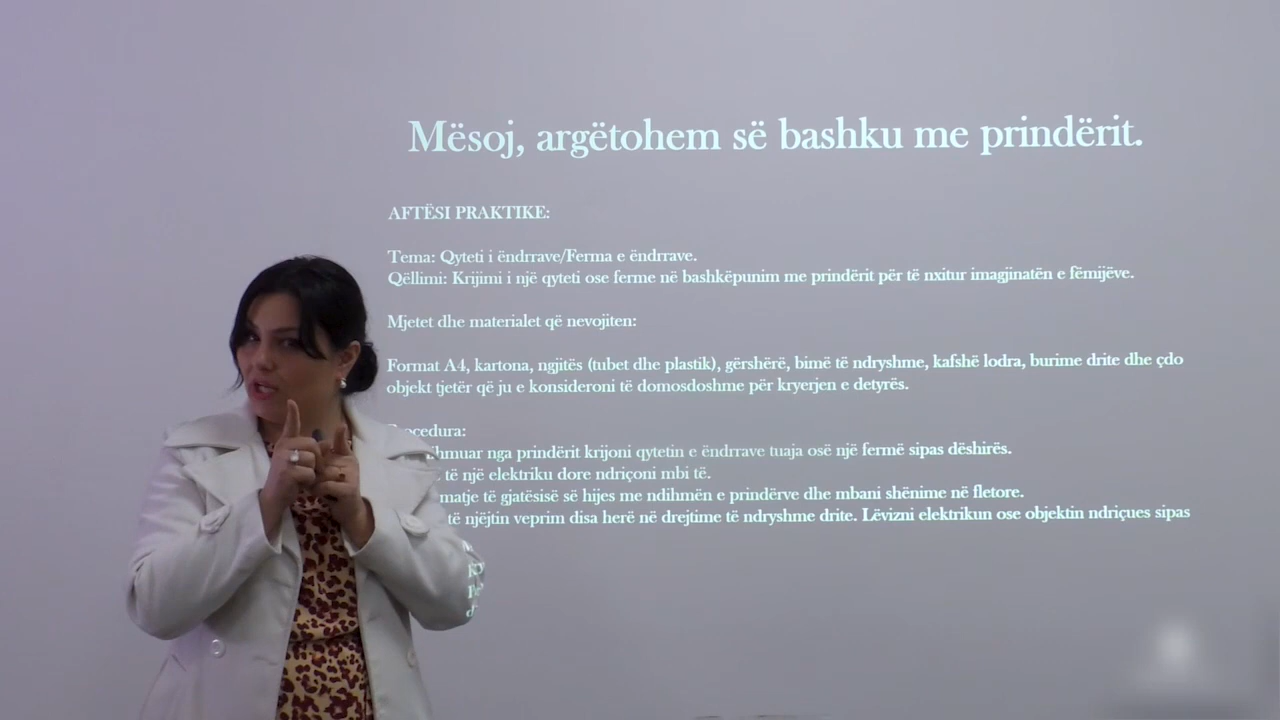 Mësoj, argëtohem së bashku me prindërit.
AFTËSI PRAKTIKE:
Tema: Qyteti i ëndrrave/Ferma e ëndrrave.
Qëllimi: Krijimi i një qyteti ose ferme në bashkëpunim me prindërit për të nxitur imagjinatën e fëmijëve.
Mjetet dhe materialet që nevojiten:
Format A4, kartona, ngjitës (tubet dhe plastik), gërshërë, bimë të ndryshme, kafshë lodra, burime drite dhe çdo
objekt tjetër që ju e konsideroni të domosdoshme për kryerjen e detyrës.
Procedura:
nga prindërit krijoni qytetin e ëndrrave tuaja osë një fermë sipas dëshirës.
të një elektriku dore ndriçoni mbi të.
matje të gjatësisë së hijes me ndihmën e prindërve dhe mbani shënime në fletore.
të njëjtin veprim disa herë në drejtime të ndryshme drite. Lëvizni elektrikun ose objektin ndriçues sipas